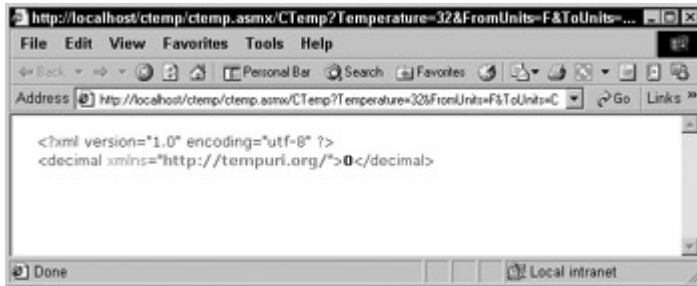 http://localhost/ctemp/ctemp.asmx/CTemp?Temperature=32&FromUnits=F&ToUnits=...
File Edit View Favorites Tools Help
Back Personal Bar Search Favorites
Address http://localhost/ctemp/ctemp.asmx/CTemp?Temperature=32&FromUnits=F&ToUnits=C Go Links »
<?xml version="1.0" encoding="utf-8" ?>
<decimal xmlns="http://tempuri.org/">0</decimal>
Done Local intranet